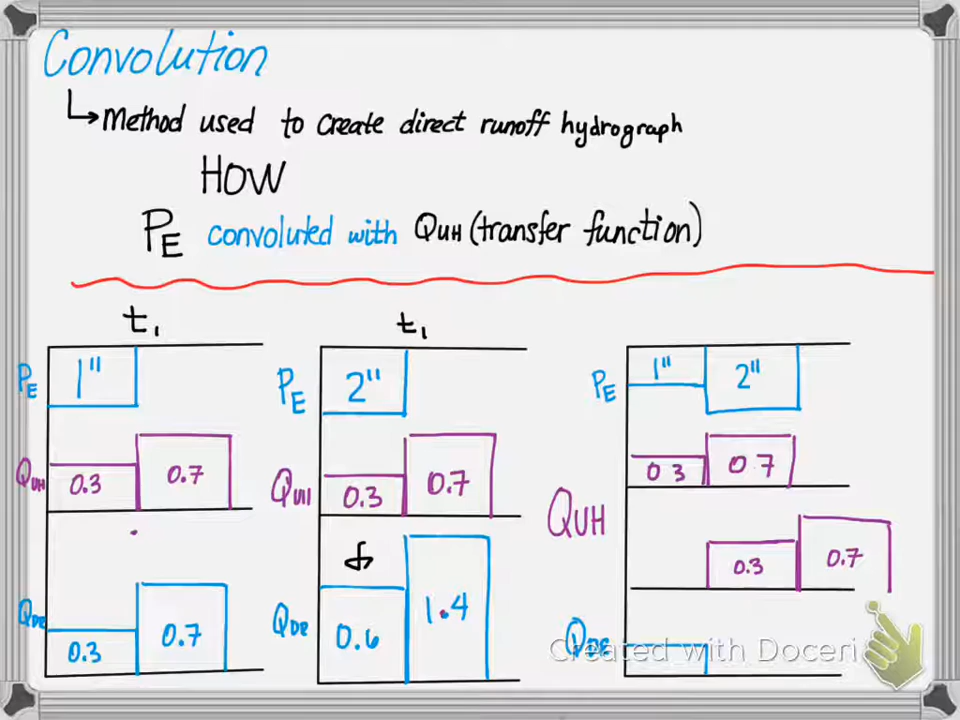 Convolution
Method used to create direct runoff hydrograph
HOW
PE convoluted with QUH (transfer function)
t1
t1
PE 1"
PE 2"
PE 1" 2"
QUH 0.3 0.7
QUH 0.3 0.7
QUH 0.3 0.7
0.3 0.7
QDR 0.3 0.7
QDR 0.6 1.4
QDR
Created with Doceri